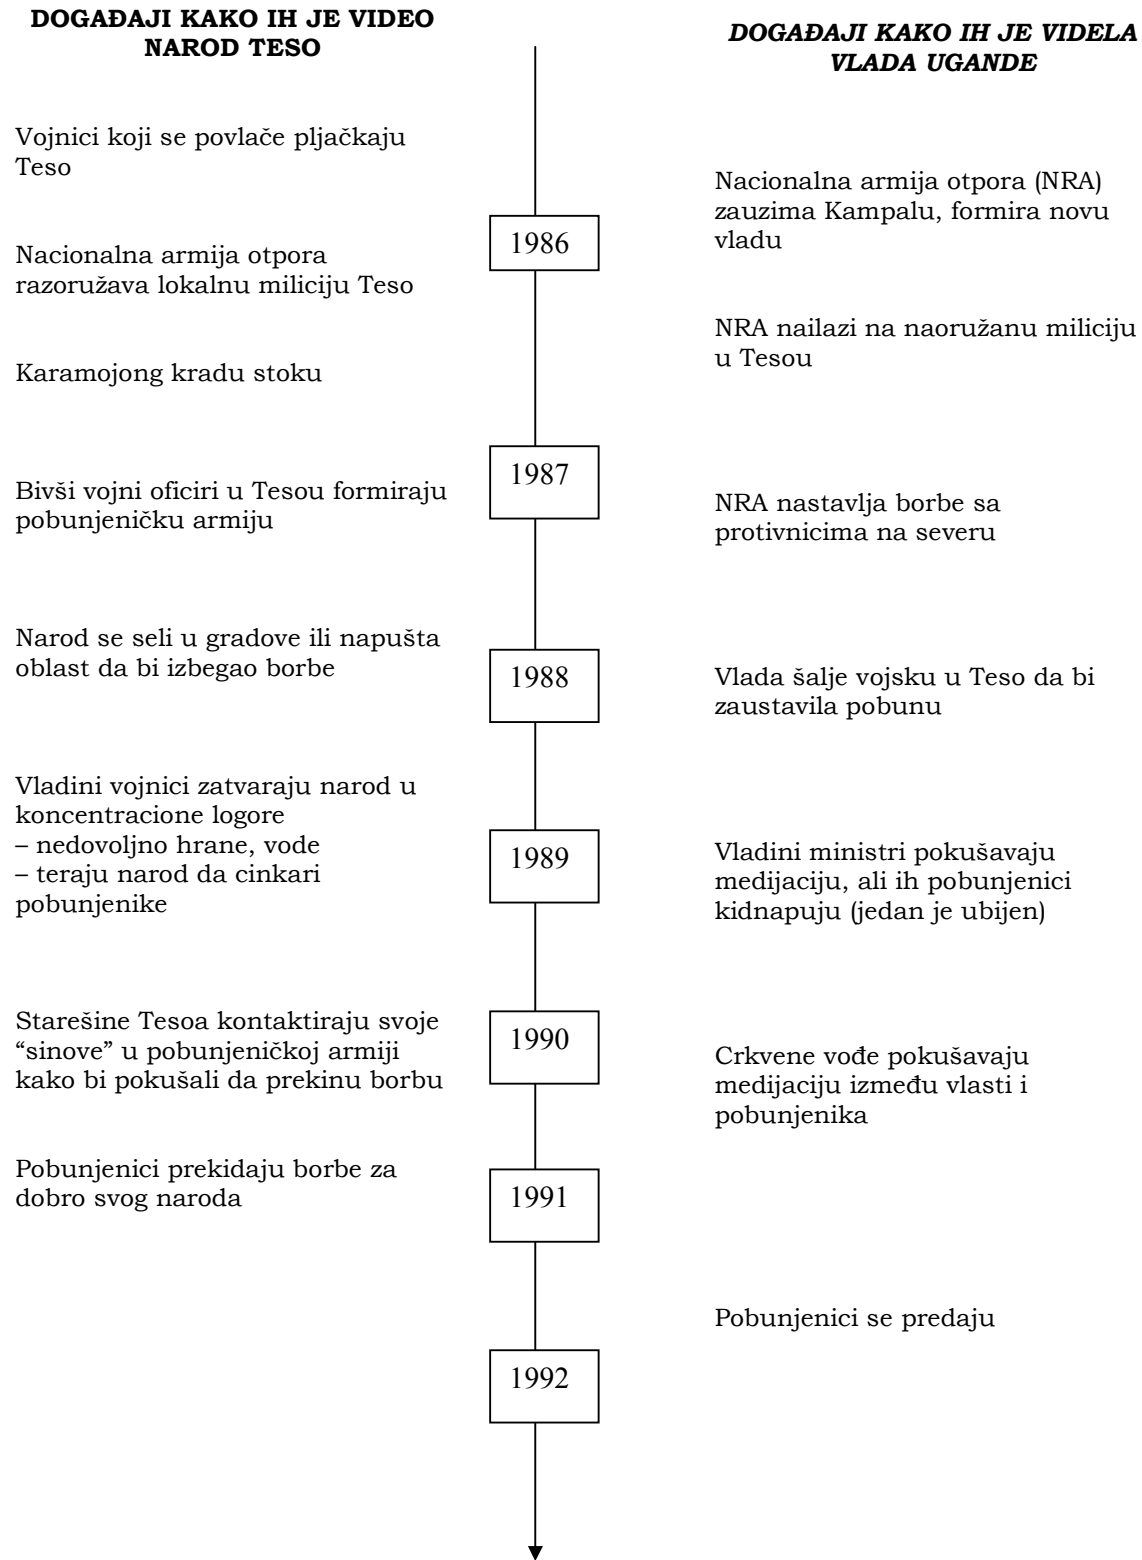 DOGAĐAJI KAKO IH JE VIDEO
NAROD TESO
DOGAĐAJI KAKO IH JE VIDELA
VLADA UGANDE
Vojnici koji se povlače pljačkaju
Teso
Nacionalna armija otpora (NRA)
zauzima Kampalu, formira novu
vladu
1986
Nacionalna armija otpora
razoružava lokalnu miliciju Teso
NRA nailazi na naoružanu miliciju
u Tesou
Karamojong kradu stoku
1987
Bivši vojni oficiri u Tesou formiraju
pobunjeničku armiju
NRA nastavlja borbe sa
protivnicima na severu
Narod se seli u gradove ili napušta
oblast da bi izbegao borbe
1988
Vlada šalje vojsku u Teso da bi
zaustavila pobunu
Vladini vojnici zatvaraju narod u
koncentracione logore
– nedovoljno hrane, vode
– teraju narod da cinkari
pobunjenike
1989
Vladini ministri pokušavaju
medijaciju, ali ih pobunjenici
kidnapuju (jedan je ubijen)
Starešine Tesoa kontaktiraju svoje
“sinove” u pobunjeničkoj armiji
kako bi pokušali da prekinu borbu
1990
Crkvene vođe pokušavaju
medijaciju između vlasti i
pobunjenika
Pobunjenici prekidaju borbe za
dobro svog naroda
1991
Pobunjenici se predaju
1992